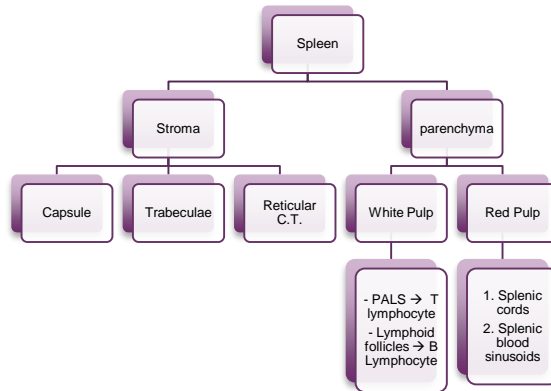 Spleen
Stroma
parenchyma
Capsule
Trabeculae
Reticular
C.T.
White Pulp
Red Pulp
- PALS → T
lymphocyte
- Lymphoid
follicles → B
Lymphocyte
1. Splenic
cords
2. Splenic
blood
sinusoids